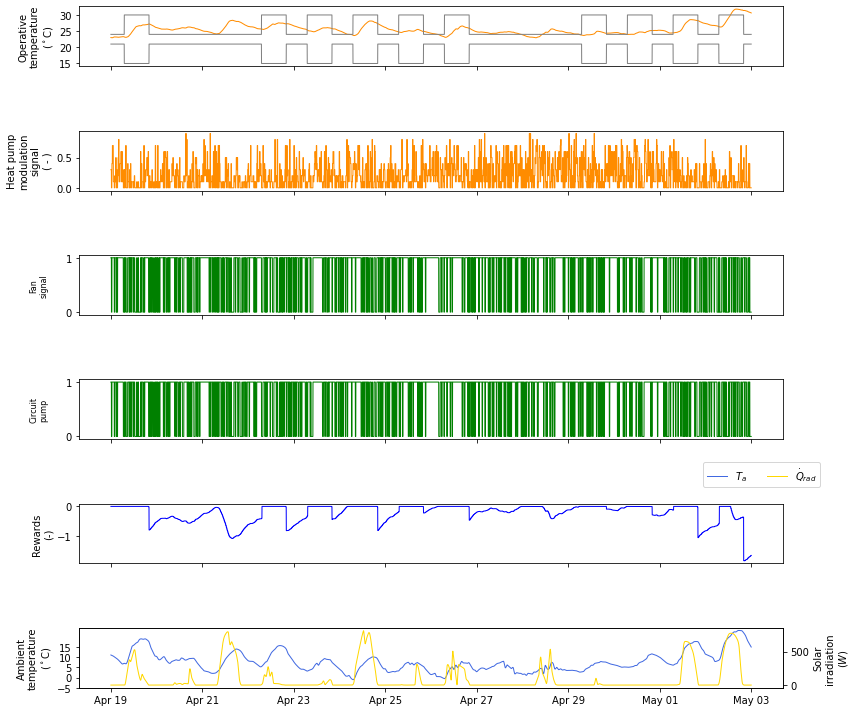 Operative
temperature
(°C)
30
25
20
15
Heat pump
modulation
signal
( - )
0.5
0.0
Fan
signal
1
0
Circuit
pump
1
0
T_a
Q̇_rad
Rewards
(-)
0
−1
Ambient
temperature
(°C)
15
10
5
0
−5
500
0
Solar
irradiation
(W)
Apr 19
Apr 21
Apr 23
Apr 25
Apr 27
Apr 29
May 01
May 03